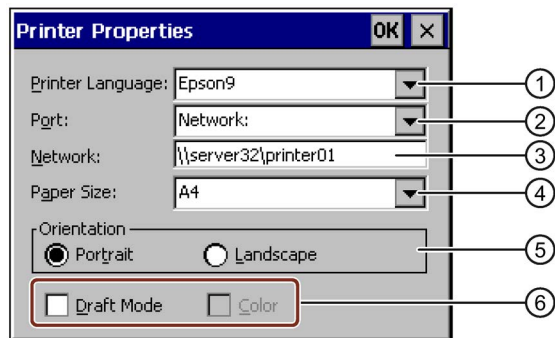 Printer Properties OK ×
Printer Language: Epson9 1
Port: Network: 2
Network: \\server32\printer01 3
Paper Size: A4 4
Orientation
Portrait Landscape 5
Draft Mode Color 6